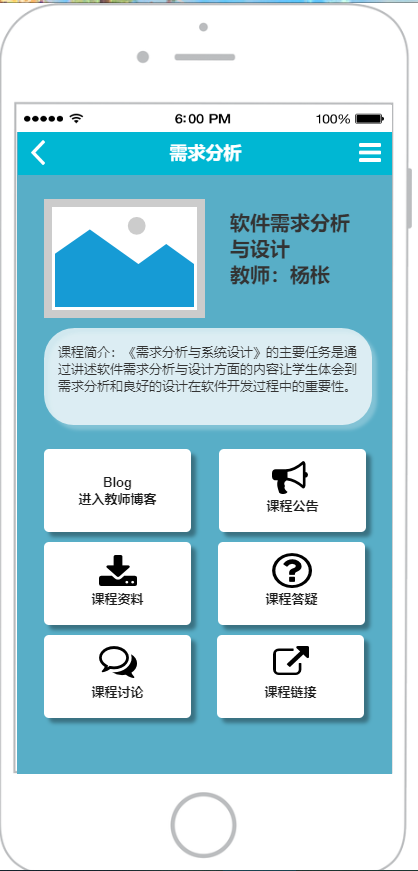 6:00 PM
100%
需求分析
软件需求分析
与设计
教师：杨枨
课程简介：《需求分析与系统设计》的主要任务是通
过讲述软件需求分析与设计方面的内容让学生体会到
需求分析和良好的设计在软件开发过程中的重要性。
Blog
进入教师博客
课程公告
课程资料
课程答疑
课程讨论
课程链接